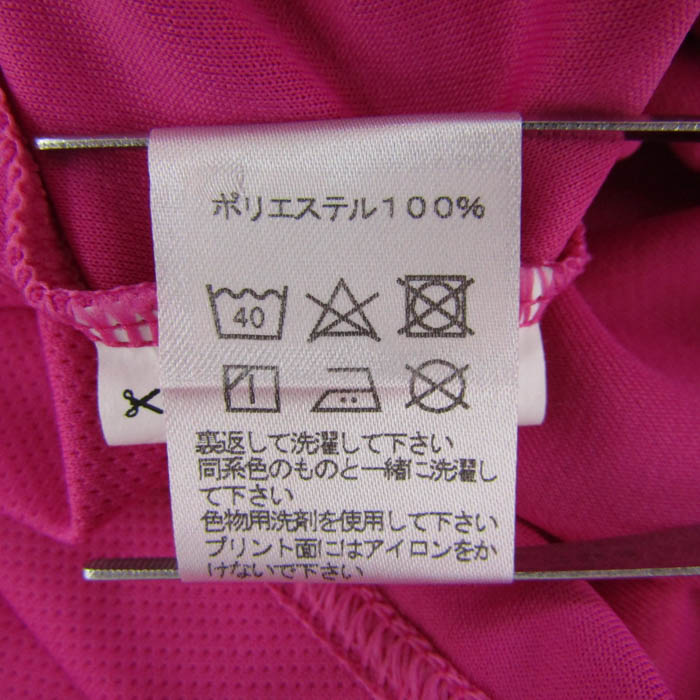 ポリエステル100%
40
裏返して洗濯して下さい
同系色のものと一緒に洗濯し
て下さい
色物用洗剤を使用して下さい
プリント面にはアイロンをか
けないで下さい